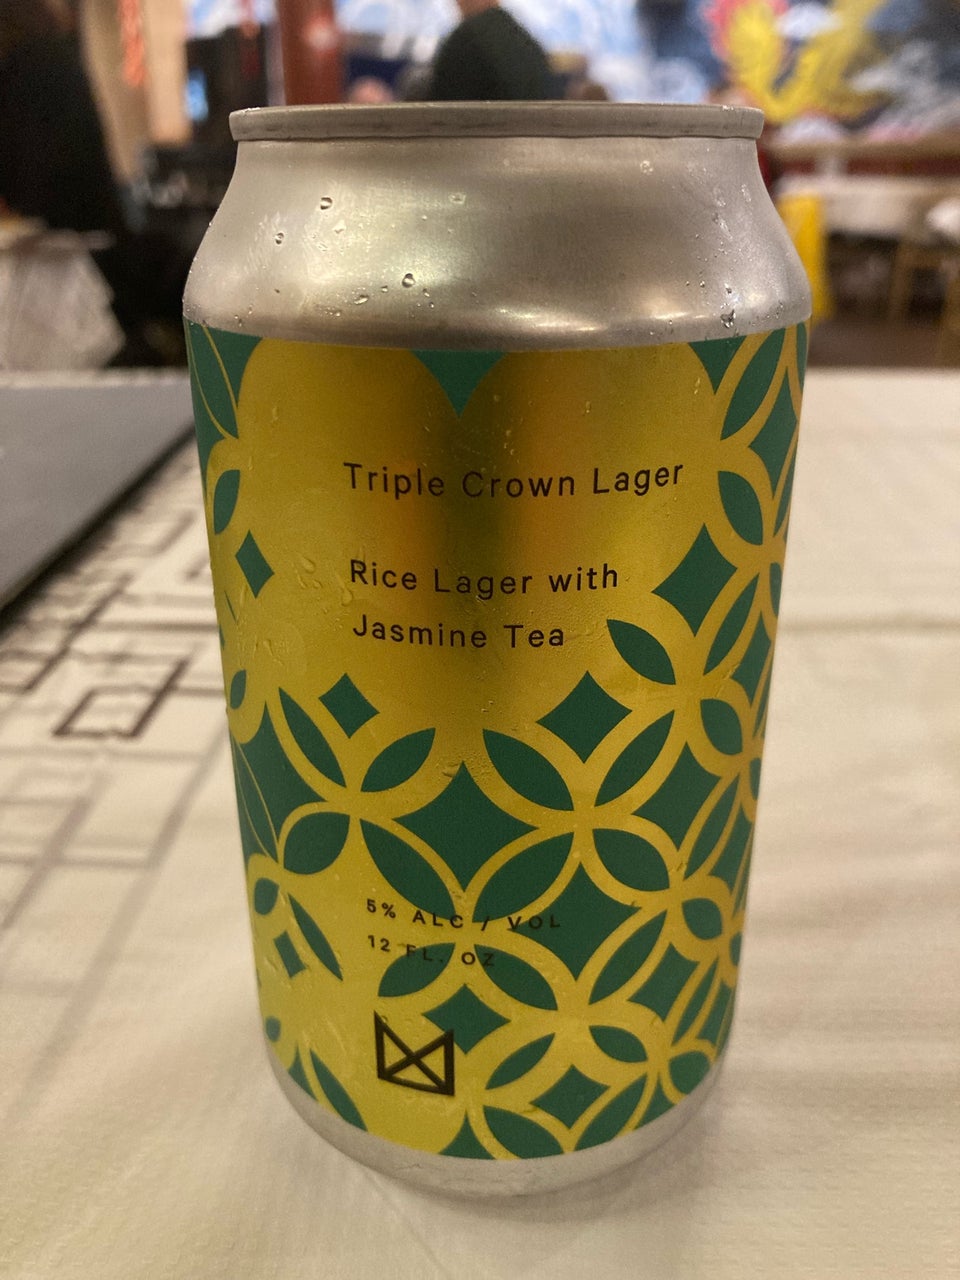 Triple Crown Lager
Rice Lager with
Jasmine Tea
5% ALC / VOL
12 FL. OZ